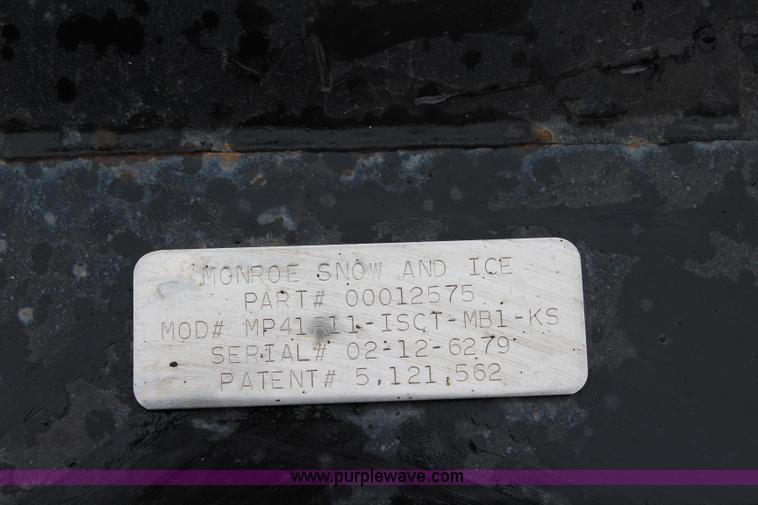 MONROE SNOW AND ICE
PART# 00012575
MOD#
SERIAL# 02-12-6279
PATENT# 5,121,562
www.purplewave.com